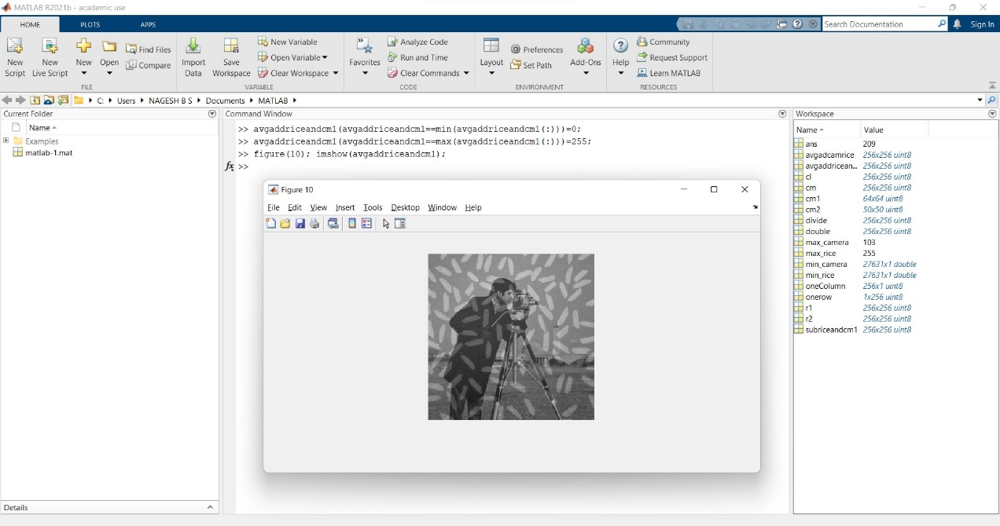 MATLAB R2021b - academic use
HOME PLOTS APPS
Search Documentation Sign In
New Script
New Live Script
New
Open
Find Files
Compare
FILE
Import Data
Save Workspace
New Variable
Open Variable
Clear Workspace
VARIABLE
Favorites
Analyze Code
Run and Time
Clear Commands
CODE
Layout
Preferences
Set Path
Add-Ons
ENVIRONMENT
Help
Community
Request Support
Learn MATLAB
RESOURCES
C: Users NAGESH B S Documents MATLAB
Current Folder
Name
Examples
matlab-1.mat
Details
Command Window
>> avgaddriceandcm1(avgaddriceandcm1==min(avgaddriceandcm1(:)))=0;
>> avgaddriceandcm1(avgaddriceandcm1==max(avgaddriceandcm1(:)))=255;
>> figure(10); imshow(avgaddriceandcm1);
fx >>
Figure 10
File Edit View Insert Tools Desktop Window Help
Workspace
Name Value
ans 209
avgadcamrice 256x256 uint8
avgaddricean... 256x256 uint8
cl 256x256 uint8
cm 256x256 uint8
cm1 64x64 uint8
cm2 50x50 uint8
divide 256x256 uint8
double 256x256 uint8
max_camera 103
max_rice 255
min_camera 27631x1 double
min_rice 27631x1 double
oneColumn 256x1 uint8
onerow 1x256 uint8
r1 256x256 uint8
r2 256x256 uint8
subriceandcm1 256x256 uint8